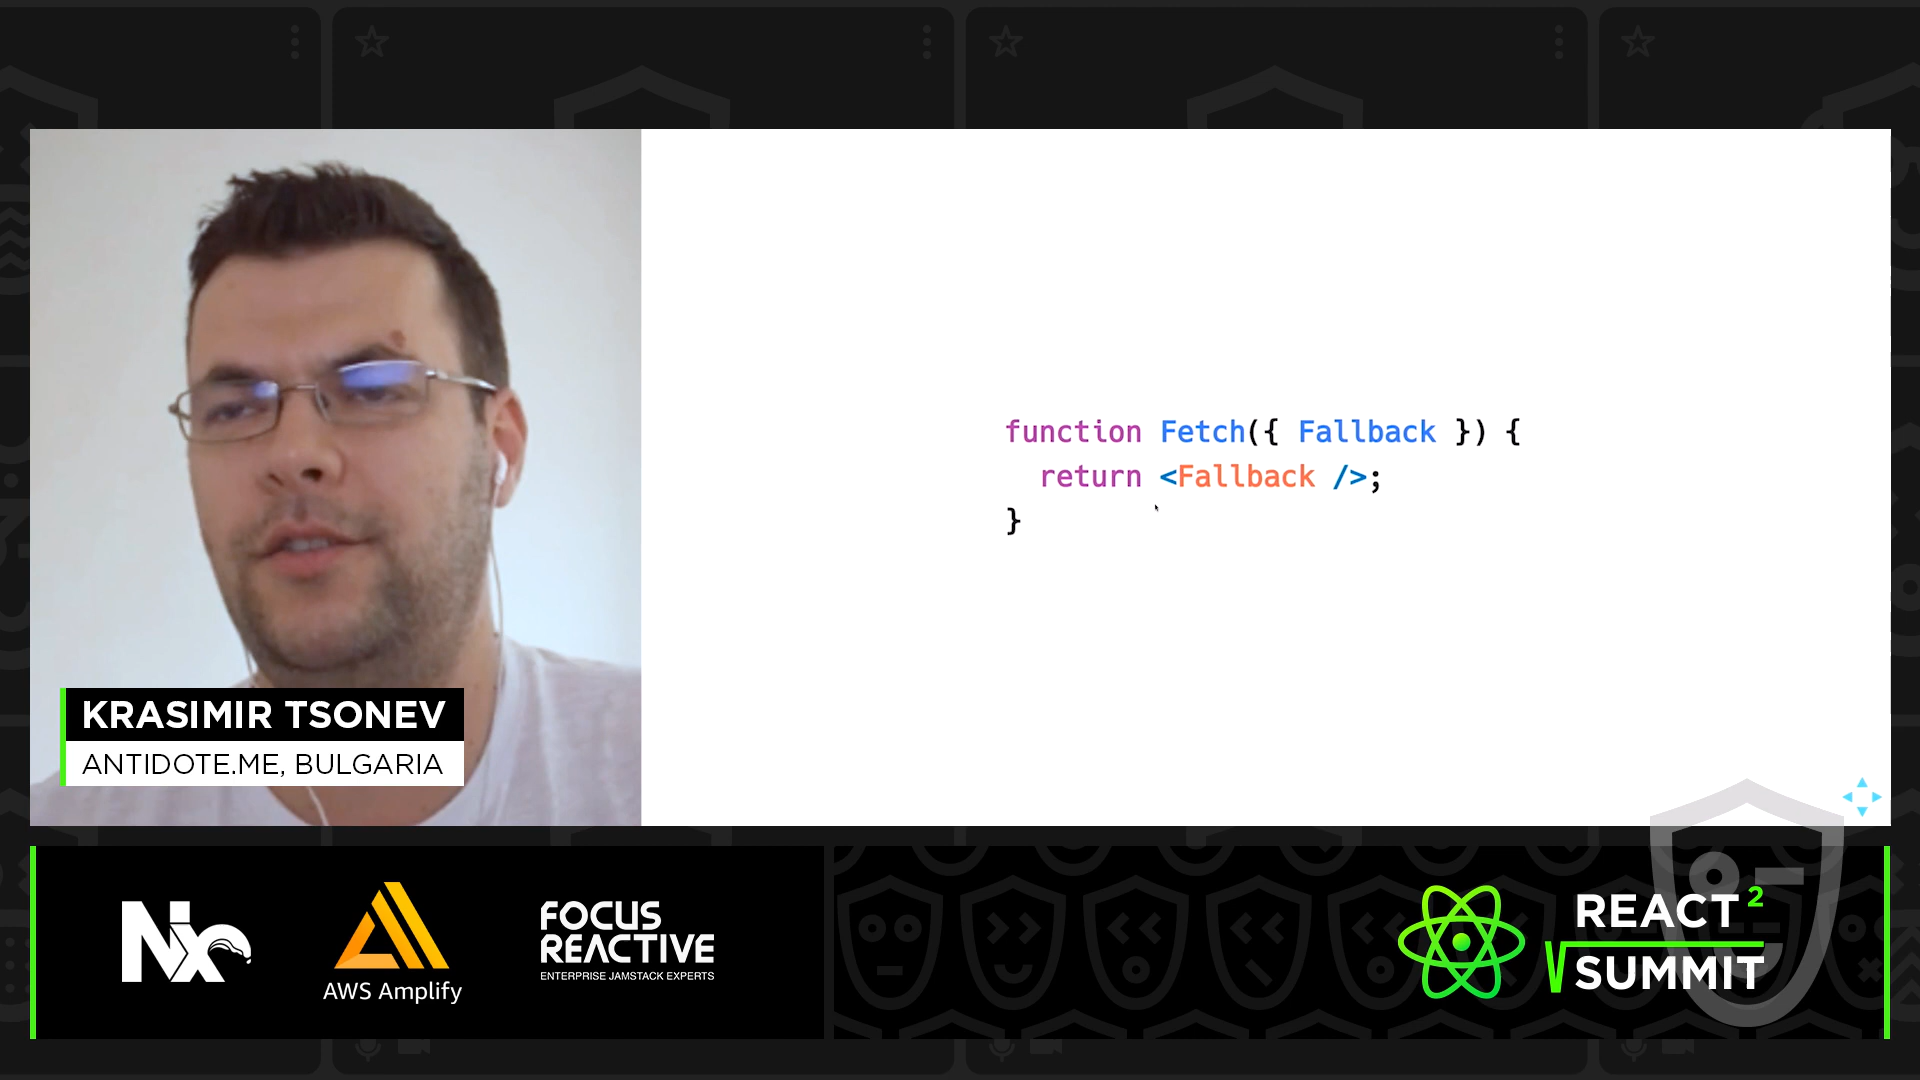 function Fetch({ Fallback }) {
return <Fallback />;
}
KRASIMIR TSONEV
ANTIDOTE.ME, BULGARIA
Nx
AWS Amplify
FOCUS
REACTIVE
ENTERPRISE JAMSTACK EXPERTS
REACT 2
SUMMIT